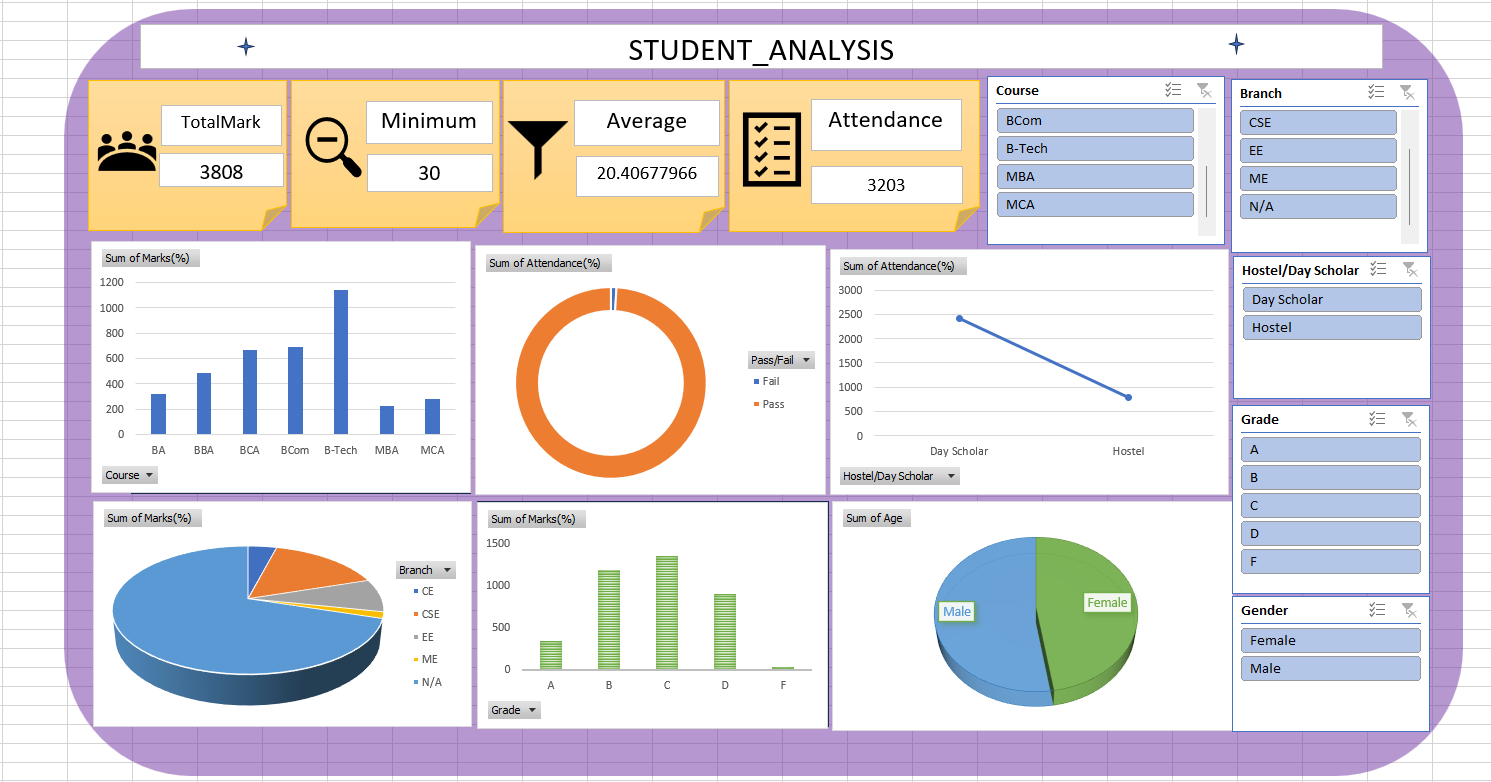 STUDENT_ANALYSIS
TotalMark
3808
Minimum
30
Average
20.40677966
Attendance
3203
Course
BCom
B-Tech
MBA
MCA
Branch
CSE
EE
ME
N/A
Sum of Marks(%)
1200
1000
800
600
400
200
0
BA BBA BCA BCom B-Tech MBA MCA
Course
Sum of Attendance(%)
Pass/Fail
Fail
Pass
Sum of Attendance(%)
3000
2500
2000
1500
1000
500
0
Day Scholar Hostel
Hostel/Day Scholar
Hostel/Day Scholar
Day Scholar
Hostel
Grade
A
B
C
D
F
Sum of Marks(%)
Branch
CE
CSE
EE
ME
N/A
Sum of Marks(%)
1500
1000
500
0
A B C D F
Grade
Sum of Age
Male
Female
Gender
Female
Male